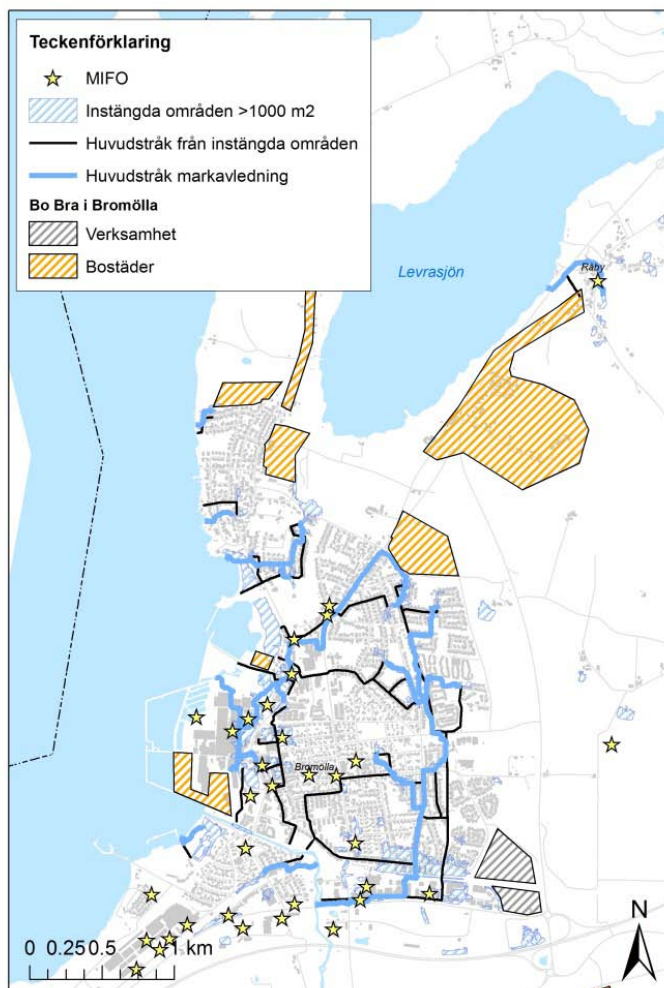 Teckenförklaring
MIFO
Instängda områden >1000 m2
Huvudstråk från instängda områden
Huvudstråk markavledning
Bo Bra i Bromölla
Verksamhet
Bostäder
Levrasjön
Råby
Bromölla
N
0 0.25 0.5 1 km